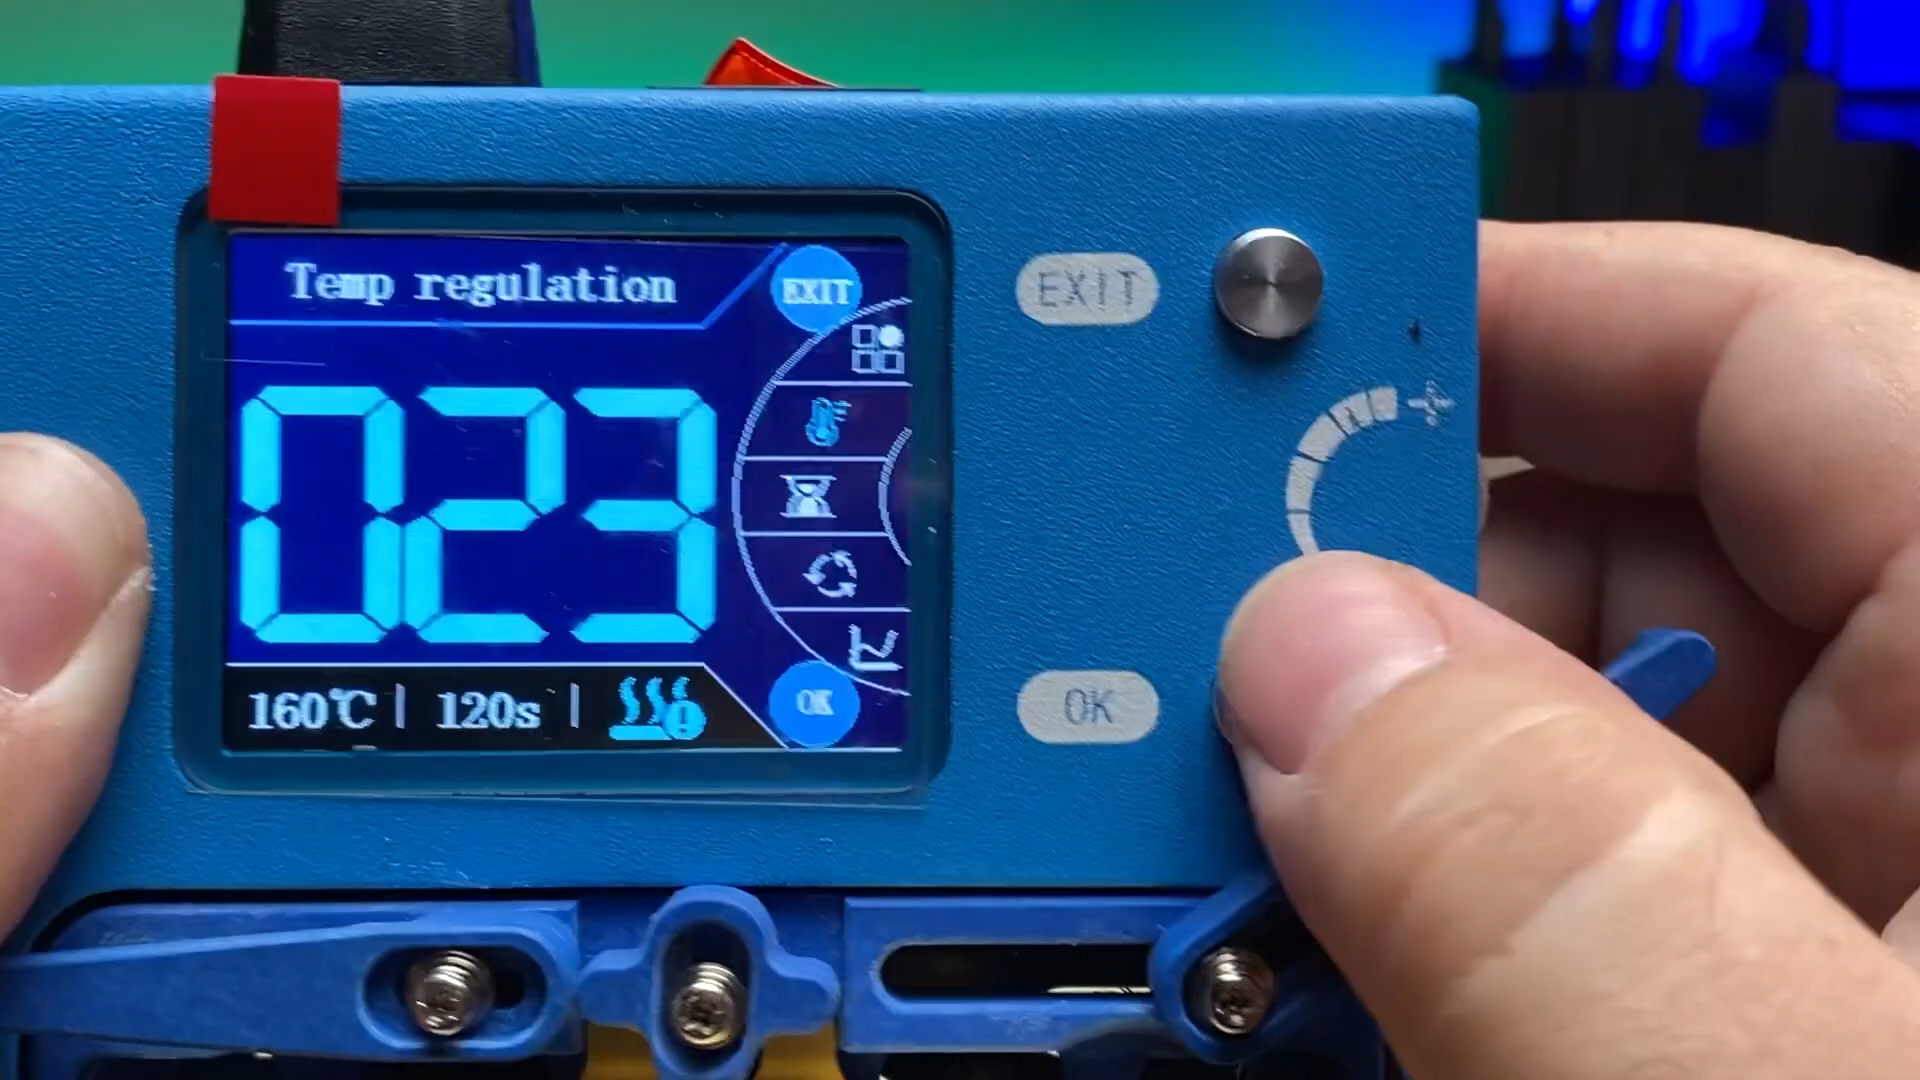 Temp regulation
EXIT
EXIT
023
160℃ | 120s |
OK
OK